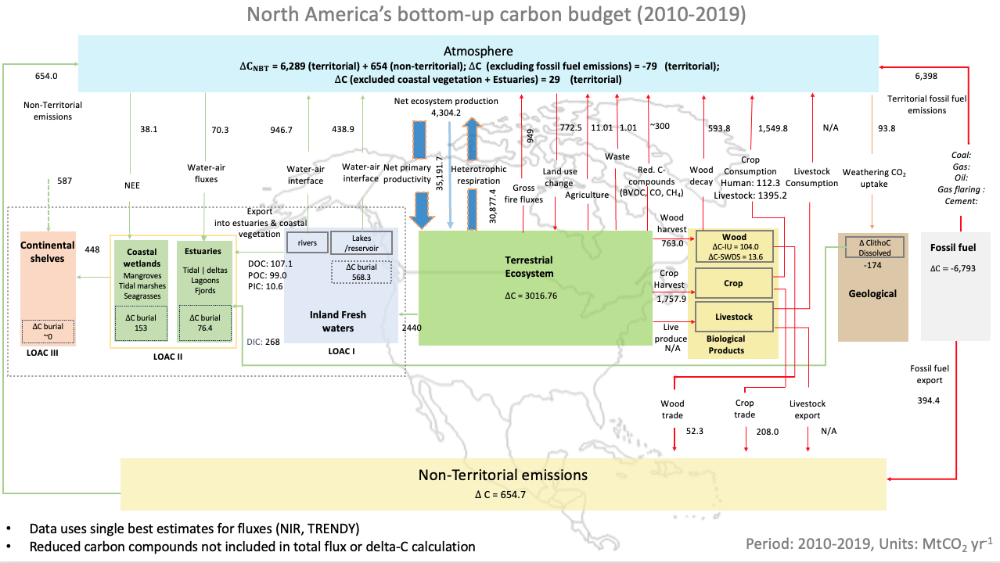 North America's bottom-up carbon budget (2010-2019)
Atmosphere
ΔC_NBT = 6,289 (territorial) + 654 (non-territorial); ΔC (excluding fossil fuel emissions) = -79 (territorial);
ΔC (excluded coastal vegetation + Estuaries) = 29 (territorial)
654.0
Non-Territorial
emissions
38.1
NEE
70.3
Water-air
fluxes
946.7
Water-air
interface
438.9
Water-air
interface
Net ecosystem production
4,304.2
Net primary
productivity
35,191.7
Heterotrophic
respiration
30,877.4
949
Gross
fire fluxes
772.5
Land use
change
11.01
Agriculture
1.01
Waste
~300
Red. C-
compounds
(BVOC, CO, CH₄)
593.8
Wood
decay
1,549.8
Crop
Consumption
Human: 112.3
Livestock: 1395.2
N/A
Livestock
Consumption
93.8
Weathering CO₂
uptake
6,398
Territorial fossil fuel
emissions
Coal:
Gas:
Oil:
Gas flaring :
Cement:
587
Continental
shelves
ΔC burial
~0
LOAC III
448
Coastal
wetlands
Mangroves
Tidal marshes
Seagrasses
ΔC burial
153
Estuaries
Tidal | deltas
Lagoons
Fjords
ΔC burial
76.4
LOAC II
Export
into estuaries & coastal
vegetation
DOC: 107.1
POC: 99.0
PIC: 10.6
DIC: 268
rivers
Lakes
/reservoir
ΔC burial
568.3
Inland Fresh
waters
LOAC I
2440
Terrestrial
Ecosystem
ΔC = 3016.76
Wood
harvest
763.0
Crop
Harvest
1,757.9
Live
produce
N/A
Wood
ΔC-IU = 104.0
ΔC-SWDS = 13.6
Crop
Livestock
Biological
Products
Δ ClithoC
Dissolved
-174
Geological
Fossil fuel
ΔC = -6,793
Fossil fuel
export
394.4
Wood
trade
52.3
Crop
trade
208.0
Livestock
export
N/A
Non-Territorial emissions
Δ C = 654.7
• Data uses single best estimates for fluxes (NIR, TRENDY)
• Reduced carbon compounds not included in total flux or delta-C calculation
Period: 2010-2019, Units: MtCO₂ yr⁻¹